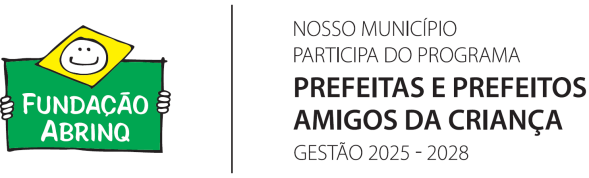 FUNDAÇÃO
ABRINQ
NOSSO MUNICÍPIO
PARTICIPA DO PROGRAMA
PREFEITAS E PREFEITOS
AMIGOS DA CRIANÇA
GESTÃO 2025 - 2028